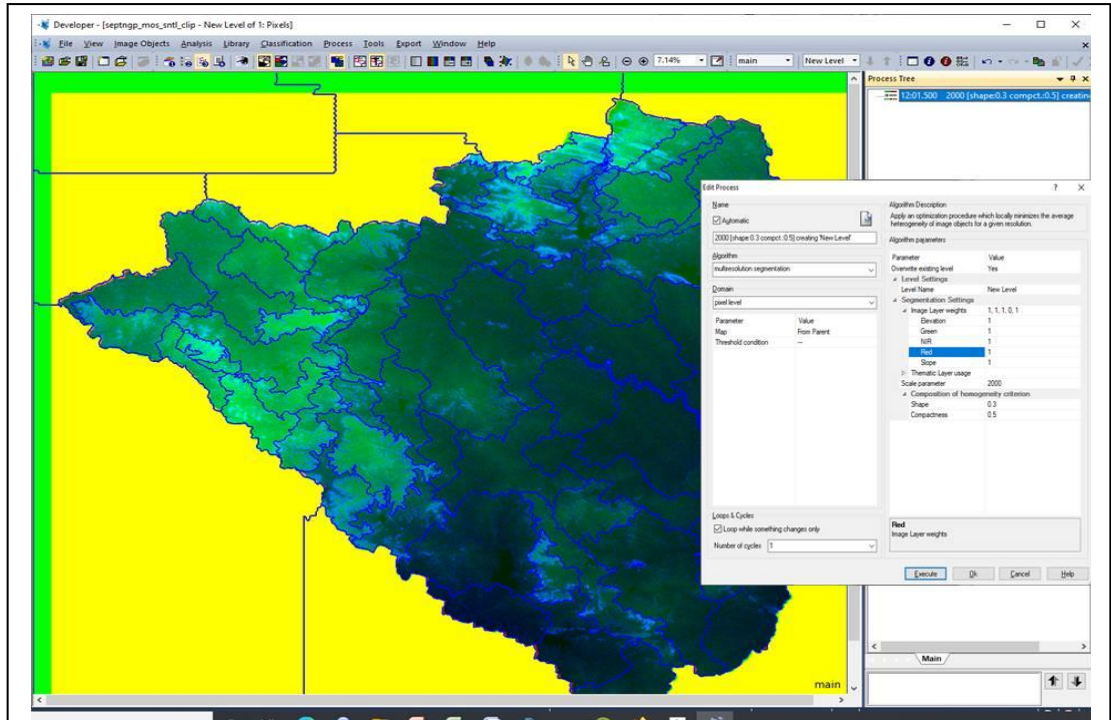 Developer - [septngp_mos_sntl_clip - New Level of 1: Pixels]
File View Image Objects Analysis Library Classification Process Tools Export Window Help
7.14% main New Level
Process Tree
12:01.500 2000 [shape:0.3 compct.:0.5] creatin
Edit Process ? ×
Name
Automatic
2000 [shape:0.3 compct.:0.5] creating 'New Level'
Algorithm
multiresolution segmentation
Domain
pixel level
Parameter Value
Map From Parent
Threshold condition ---
Loops & Cycles
Loop while something changes only
Number of cycles 1
Algorithm Description
Apply an optimization procedure which locally minimizes the average
heterogeneity of image objects for a given resolution.
Algorithm parameters
Parameter Value
Overwrite existing level Yes
Level Settings
Level Name New Level
Segmentation Settings
Image Layer weights 1, 1, 1, 0, 1
Elevation 1
Green 1
NIR 1
Red 1
Slope 1
Thematic Layer usage
Scale parameter 2000
Composition of homogeneity criterion
Shape 0.3
Compactness 0.5
Red
Image Layer weights
Execute Ok Cancel Help
main
Main